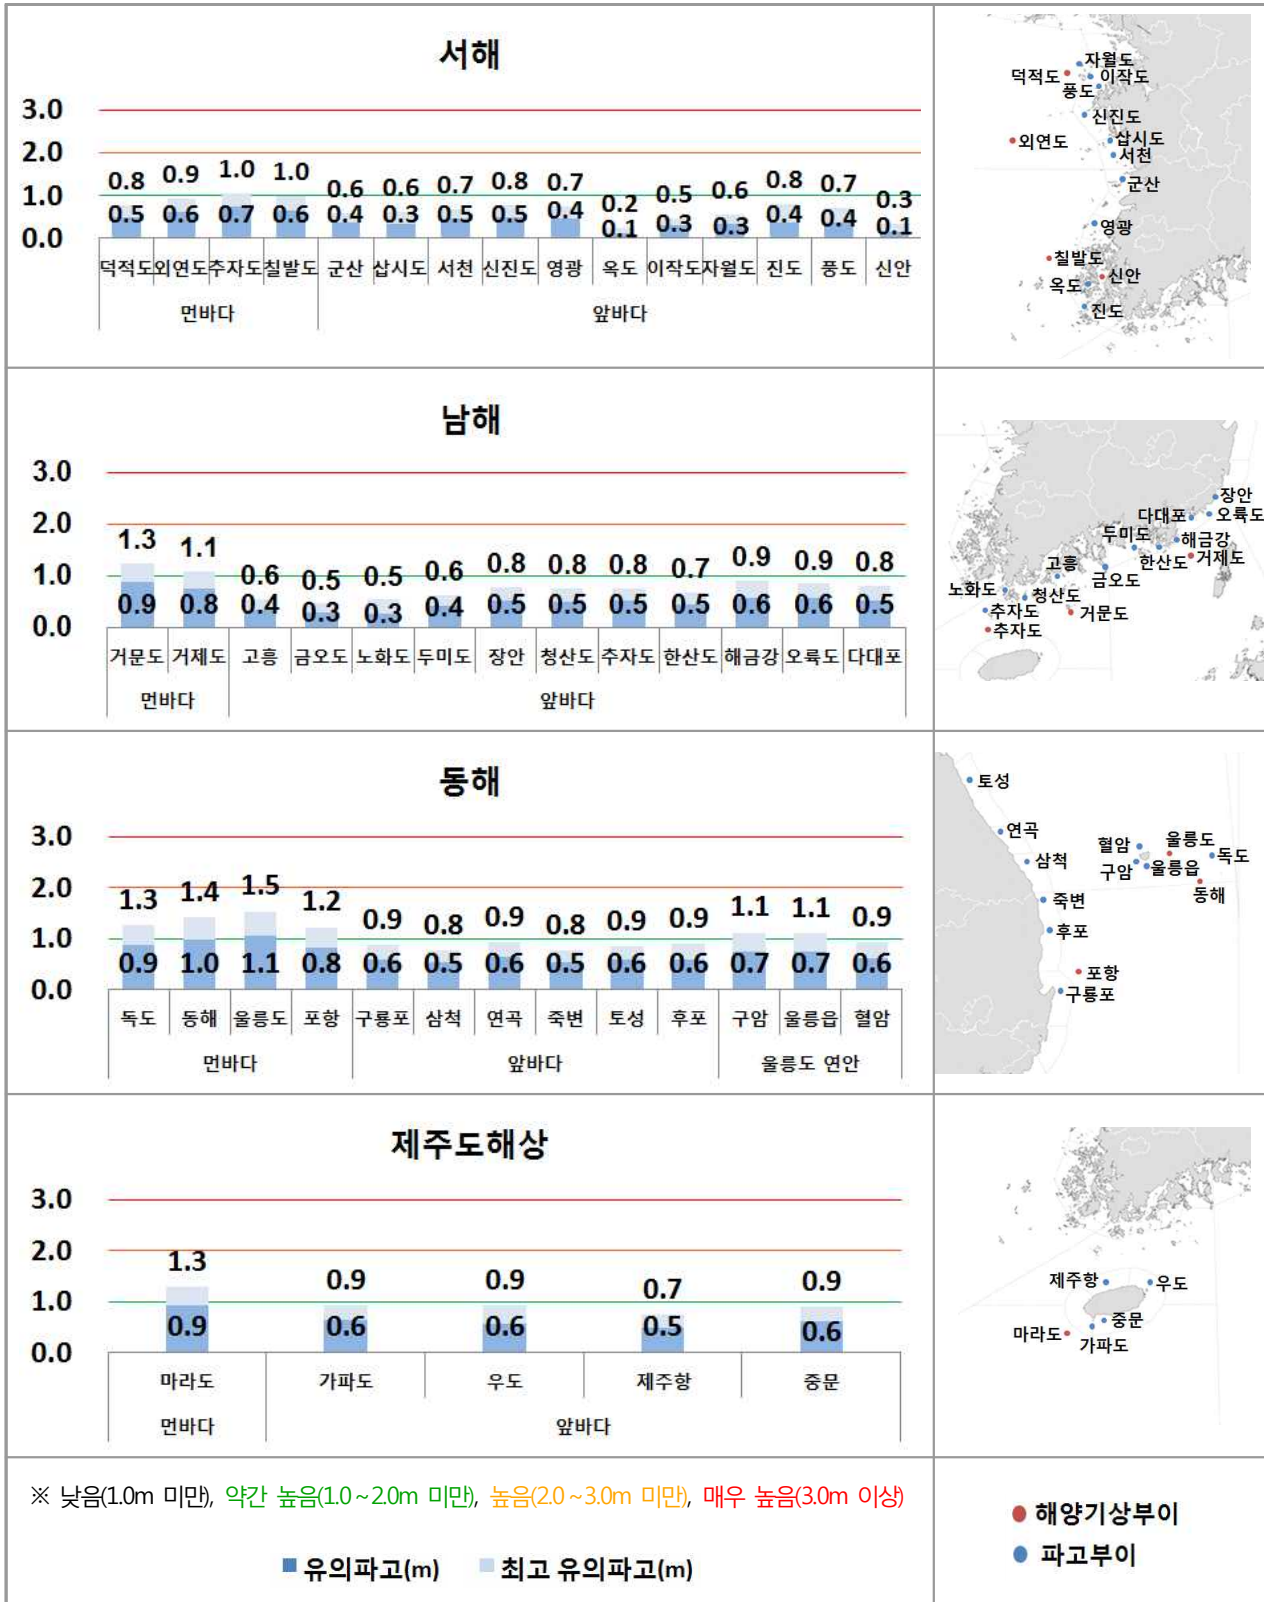 서해
3.0
2.0
1.0
0.0
0.8 0.9 1.0 1.0 0.6 0.6 0.7 0.8 0.7 0.2 0.5 0.6 0.8 0.7 0.3
0.5 0.6 0.7 0.6 0.4 0.3 0.5 0.5 0.4 0.1 0.3 0.3 0.4 0.4 0.1
덕적도 외연도 추자도 칠발도 군산 삽시도 서천 신진도 영광 옥도 이작도 자월도 진도 풍도 신안
먼바다 앞바다
자월도
덕적도 이작도
풍도
신진도
외연도 삽시도
서천
군산
영광
칠발도
신안
옥도
진도
남해
3.0
2.0
1.0
0.0
1.3 1.1 0.6 0.5 0.5 0.6 0.8 0.8 0.8 0.7 0.9 0.9 0.8
0.9 0.8 0.4 0.3 0.3 0.4 0.5 0.5 0.5 0.5 0.6 0.6 0.5
거문도 거제도 고흥 금오도 노화도 두미도 장안 청산도 추자도 한산도 해금강 오륙도 다대포
먼바다 앞바다
장안
다대포 오륙도
두미도 해금강
한산도 거제도
고흥 금오도
노화도 청산도
추자도 거문도
추자도
동해
3.0
2.0
1.0
0.0
1.3 1.4 1.5 1.2 0.9 0.8 0.9 0.8 0.9 0.9 1.1 1.1 0.9
0.9 1.0 1.1 0.8 0.6 0.5 0.6 0.5 0.6 0.6 0.7 0.7 0.6
독도 동해 울릉도 포항 구룡포 삼척 연곡 죽변 토성 후포 구암 울릉읍 혈암
먼바다 앞바다 울릉도 연안
토성
연곡
혈암 울릉도
삼척 독도
구암 울릉읍
동해
죽변
후포
포항
구룡포
제주도해상
3.0
2.0
1.0
0.0
1.3 0.9 0.9 0.7 0.9
0.9 0.6 0.6 0.5 0.6
마라도 가파도 우도 제주항 중문
먼바다 앞바다
제주항 우도
중문
마라도
가파도
※ 낮음(1.0m 미만), 약간 높음(1.0~2.0m 미만), 높음(2.0~3.0m 미만), 매우 높음(3.0m 이상)
유의파고(m) 최고 유의파고(m)
해양기상부이
파고부이